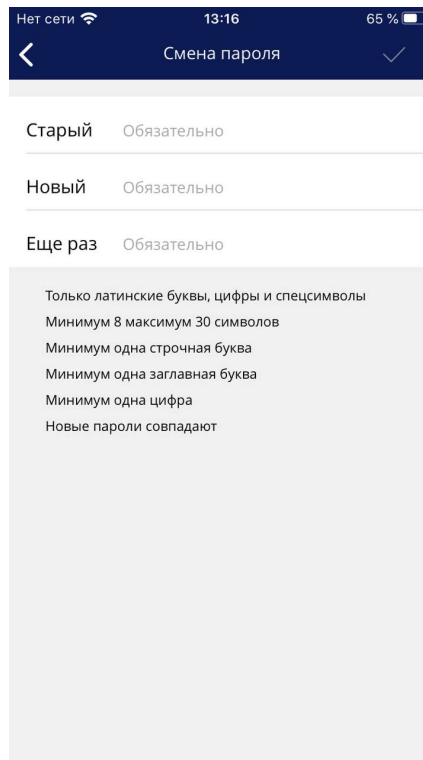 Нет сети 13:16 65 %
Смена пароля
Старый Обязательно
Новый Обязательно
Еще раз Обязательно
Только латинские буквы, цифры и спецсимволы
Минимум 8 максимум 30 символов
Минимум одна строчная буква
Минимум одна заглавная буква
Минимум одна цифра
Новые пароли совпадают